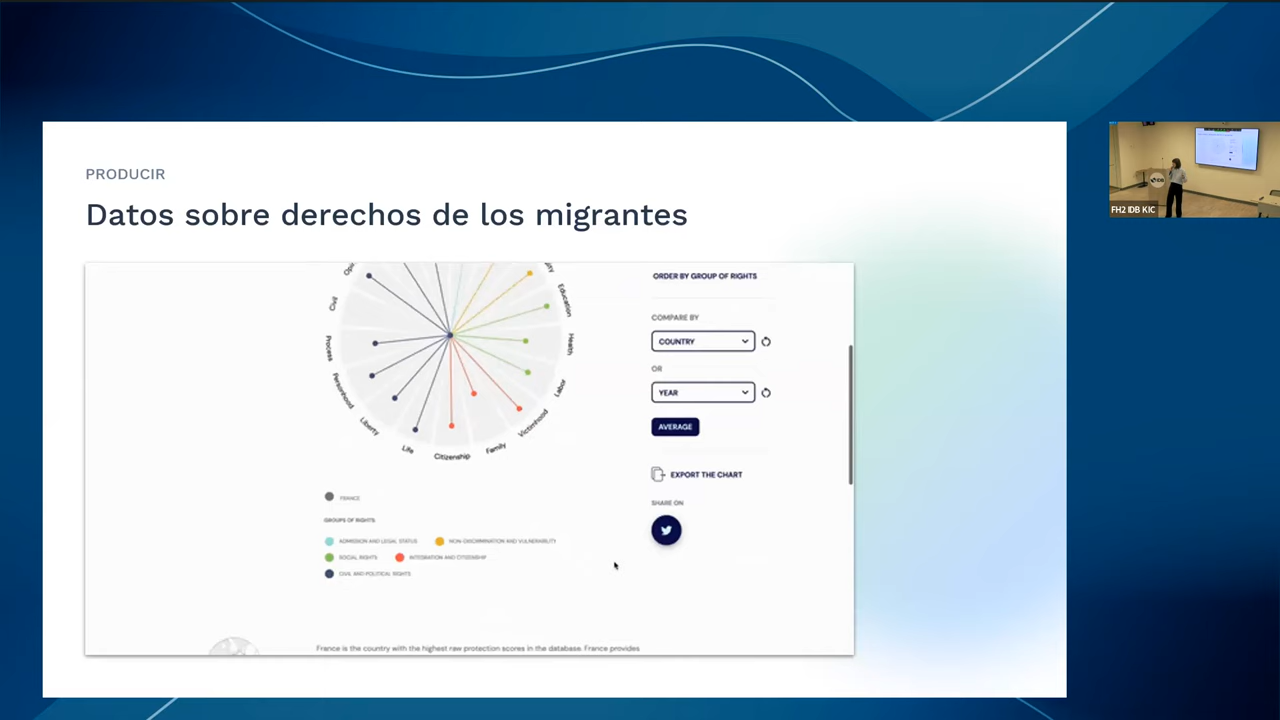 PRODUCIR
Datos sobre derechos de los migrantes
Civil
Process
Personhood
Liberty
Life
Citizenship
Family
Victimhood
Labor
Health
Education
ORDER BY GROUP OF RIGHTS
COMPARE BY
COUNTRY
OR
YEAR
AVERAGE
EXPORT THE CHART
SHARE ON
FRANCE
GROUPS OF RIGHTS
ADMISSION AND LEGAL STATUS
NON-DISCRIMINATION AND VULNERABILITY
SOCIAL RIGHTS
INTEGRATION AND CITIZENSHIP
CIVIL AND POLITICAL RIGHTS
France is the country with the highest raw protection scores in the database. France provides
IDB
FH2 IDB KIC